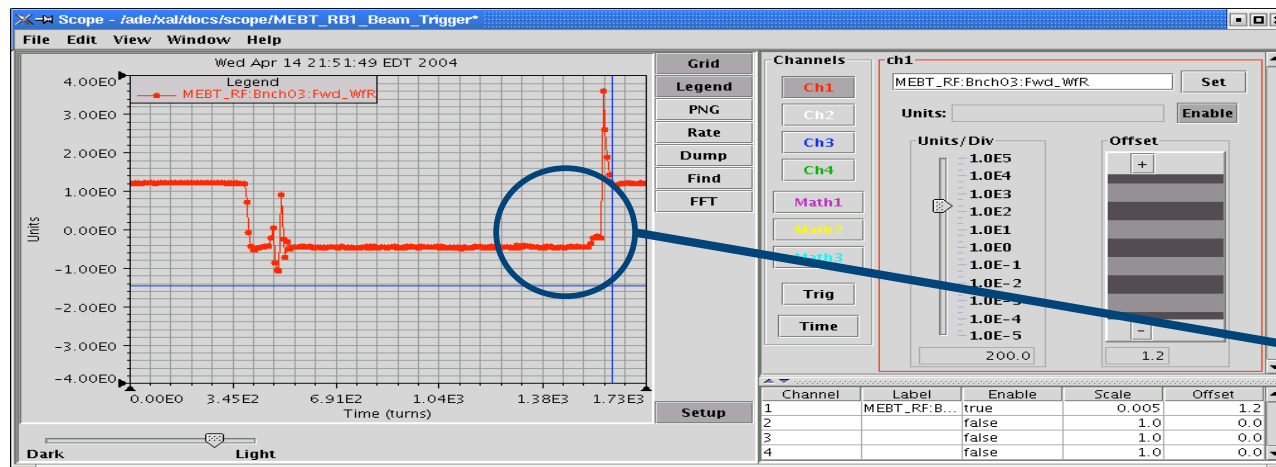 Scope - /ade/xal/docs/scope/MEBT_RB1_Beam_Trigger*
File Edit View Window Help
Wed Apr 14 21:51:49 EDT 2004
Legend
MEBT_RF:Bnch03:Fwd_WfR
4.00E0
3.00E0
2.00E0
1.00E0
0.00E0
-1.00E0
-2.00E0
-3.00E0
-4.00E0
Units
0.00E0 3.45E2 6.91E2 1.04E3 1.38E3 1.73E3
Time (turns)
Dark Light
Grid
Legend
PNG
Rate
Dump
Find
FFT
Setup
Channels
Ch1
Ch2
Ch3
Ch4
Math1
Math2
Math3
Trig
Time
ch1
MEBT_RF:Bnch03:Fwd_WfR Set
Units: Enable
Units/Div
1.0E5
1.0E4
1.0E3
1.0E2
1.0E1
1.0E0
1.0E-1
1.0E-2
1.0E-3
1.0E-4
1.0E-5
200.0
Offset
+
-
1.2
Channel Label Enable Scale Offset
1 MEBT_RF:B... true 0.005 1.2
2 false 1.0 0.0
3 false 1.0 0.0
4 false 1.0 0.0